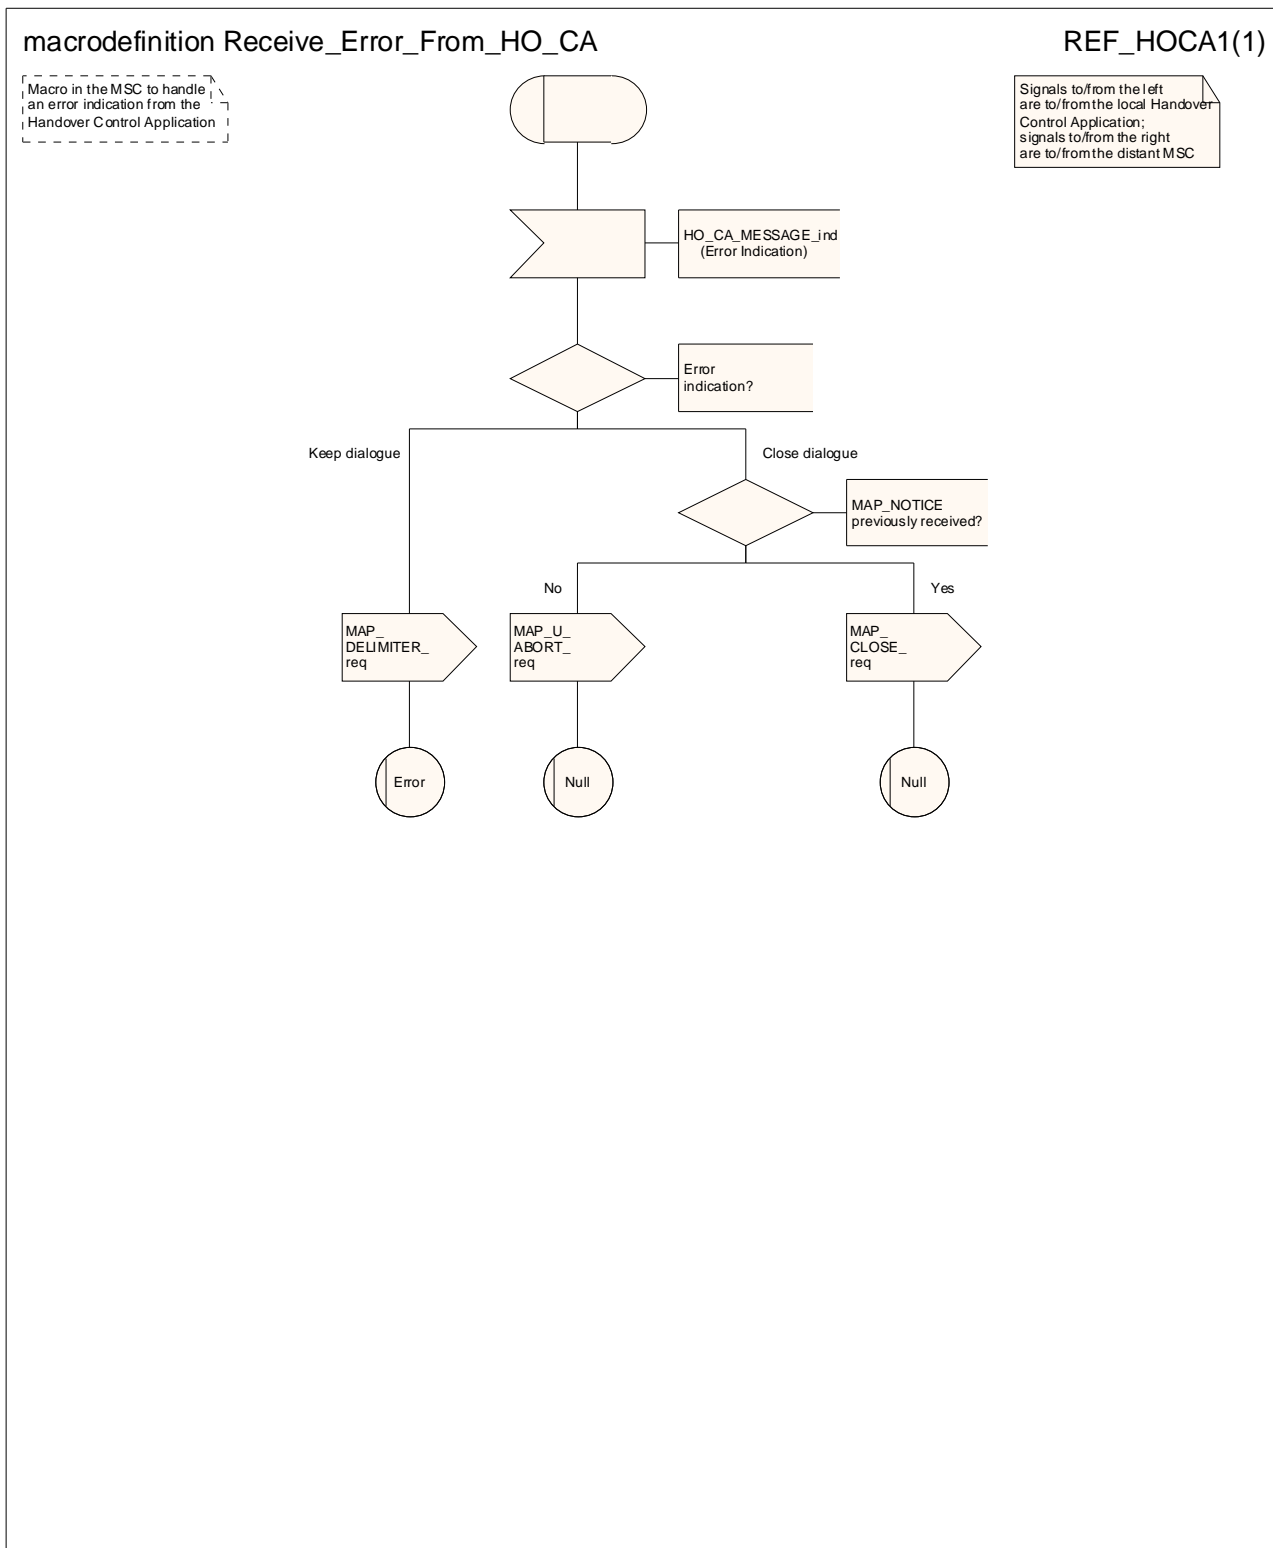 macrodefinition Receive_Error_From_HO_CA
REF_HOCA1(1)
Macro in the MSC to handle
an error indication from the
Handover Control Application
Signals to/from the left
are to/from the local Handover
Control Application;
signals to/from the right
are to/from the distant MSC
HO_CA_MESSAGE_ind
(Error Indication)
Error
indication?
Keep dialogue
Close dialogue
MAP_NOTICE
previously received?
No
Yes
MAP_
DELIMITER_
req
MAP_U_
ABORT_
req
MAP_
CLOSE_
req
Error
Null
Null